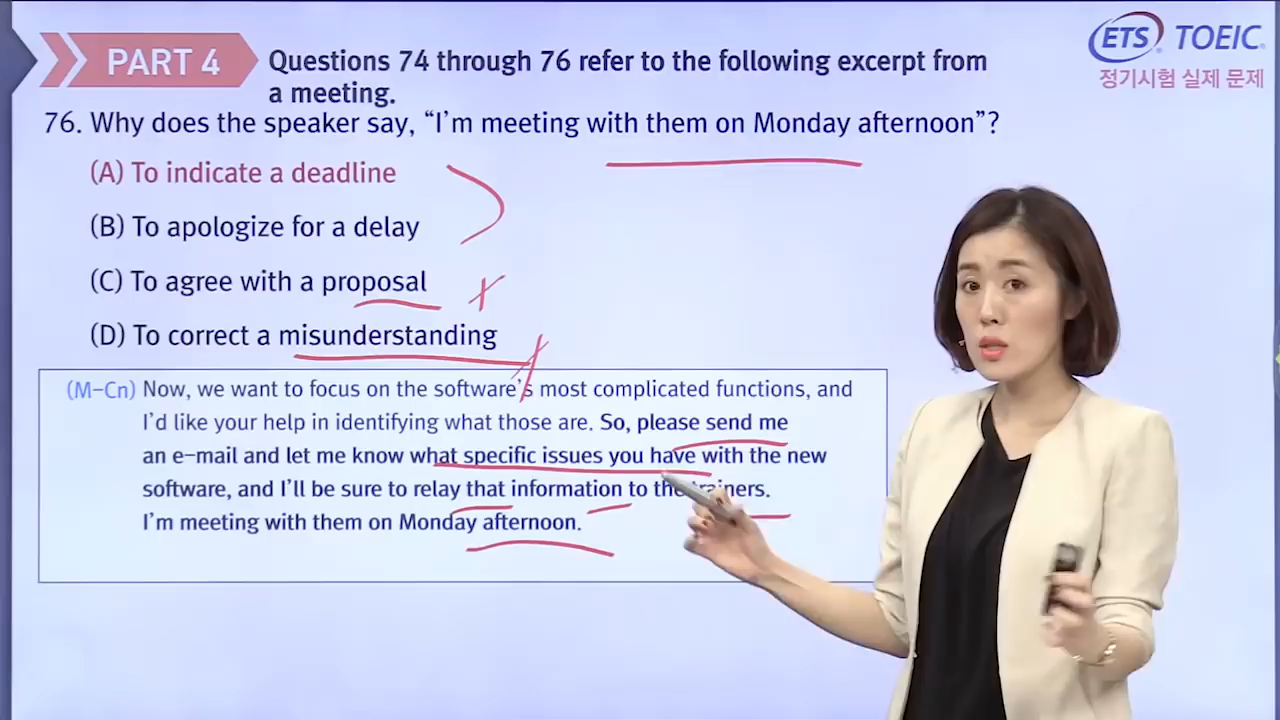 PART 4
Questions 74 through 76 refer to the following excerpt from
a meeting.
ETS TOEIC
정기시험 실제 문제
76. Why does the speaker say, “I’m meeting with them on Monday afternoon”?
(A) To indicate a deadline
(B) To apologize for a delay
(C) To agree with a proposal
(D) To correct a misunderstanding
(M–Cn) Now, we want to focus on the software’s most complicated functions, and
I’d like your help in identifying what those are. So, please send me
an e–mail and let me know what specific issues you have with the new
software, and I’ll be sure to relay that information to the trainers.
I’m meeting with them on Monday afternoon.